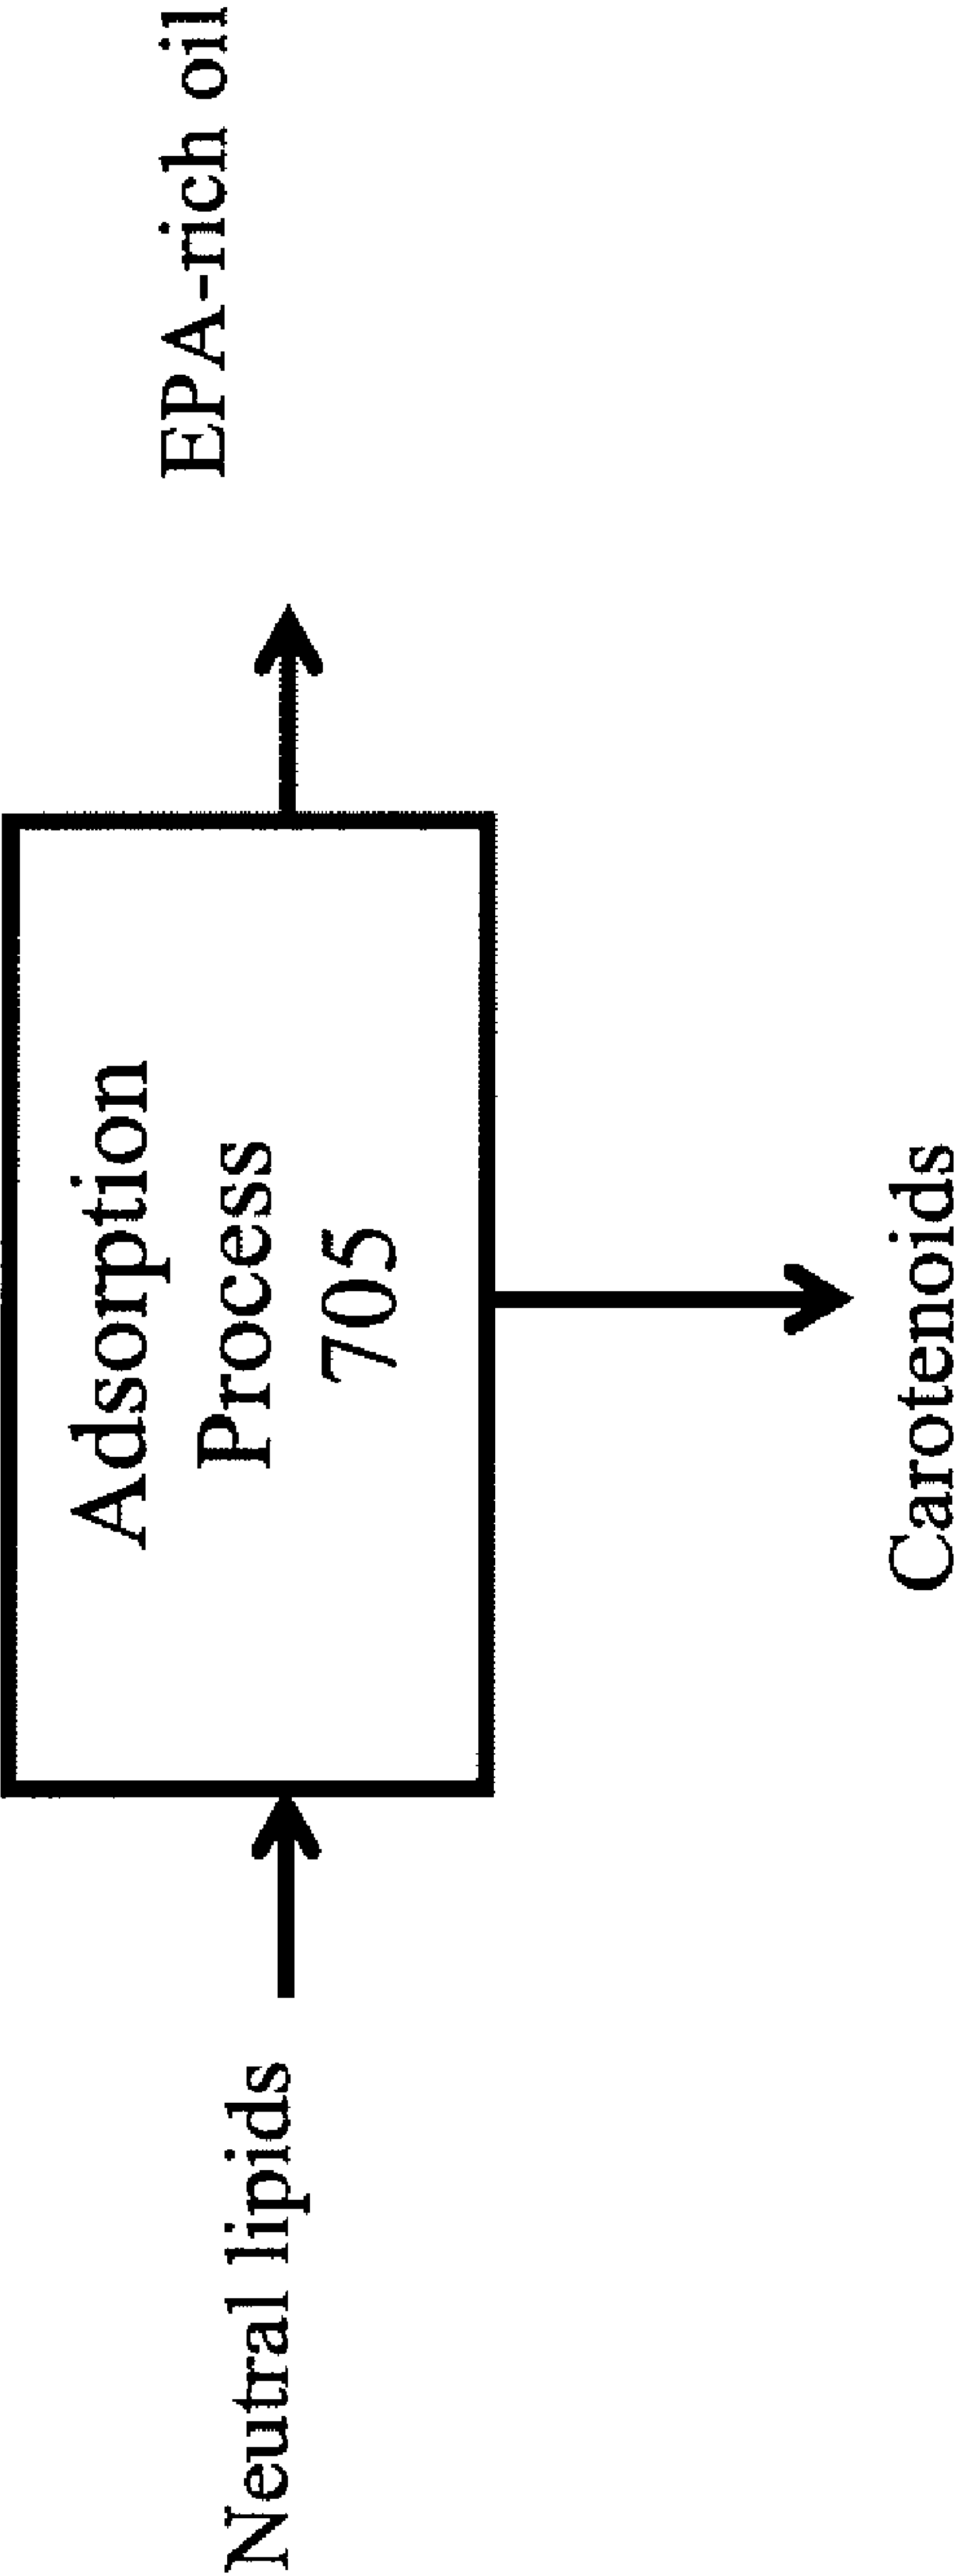 Neutral lipids
Adsorption
Process
705
EPA-rich oil
Carotenoids